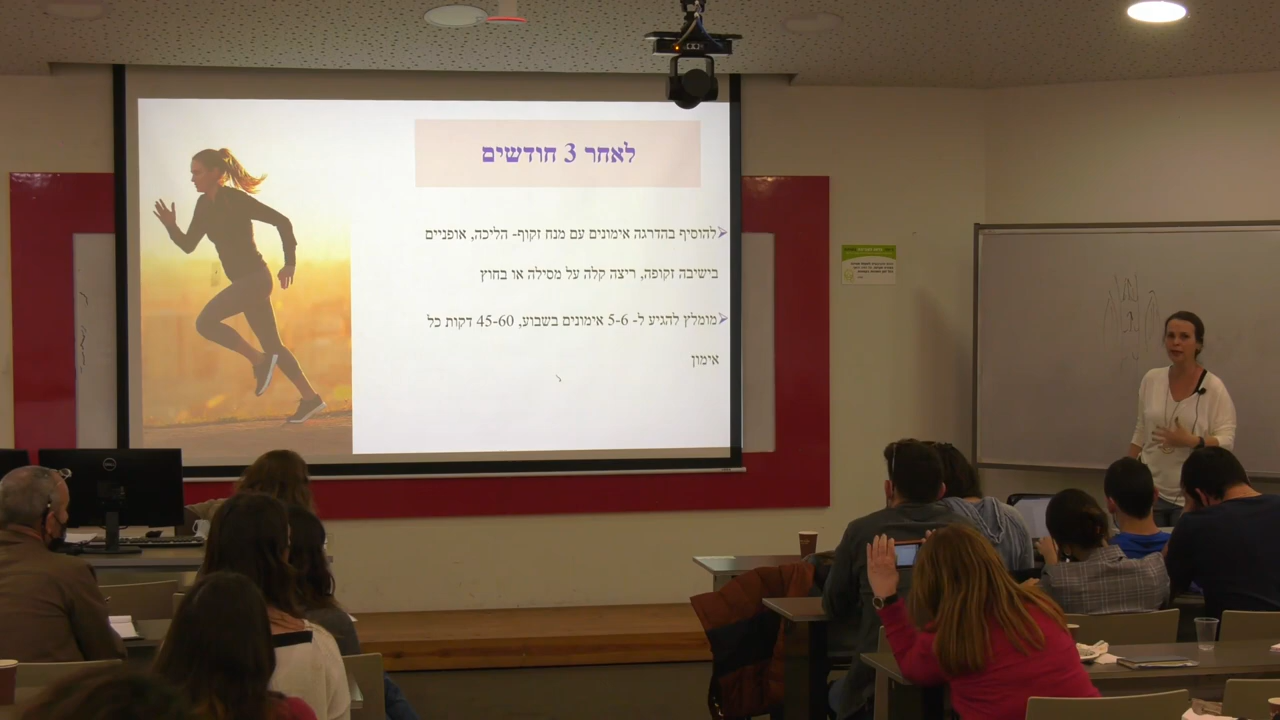 לאחר 3 חודשים
להוסיף בהדרגה אימונים עם מנח זקוף- הליכה, אופניים
בישיבה זקופה, ריצה קלה על מסילה או בחוץ
מומלץ להגיע ל- 5-6 אימונים בשבוע, 45-60 דקות כל
אימון
DELL